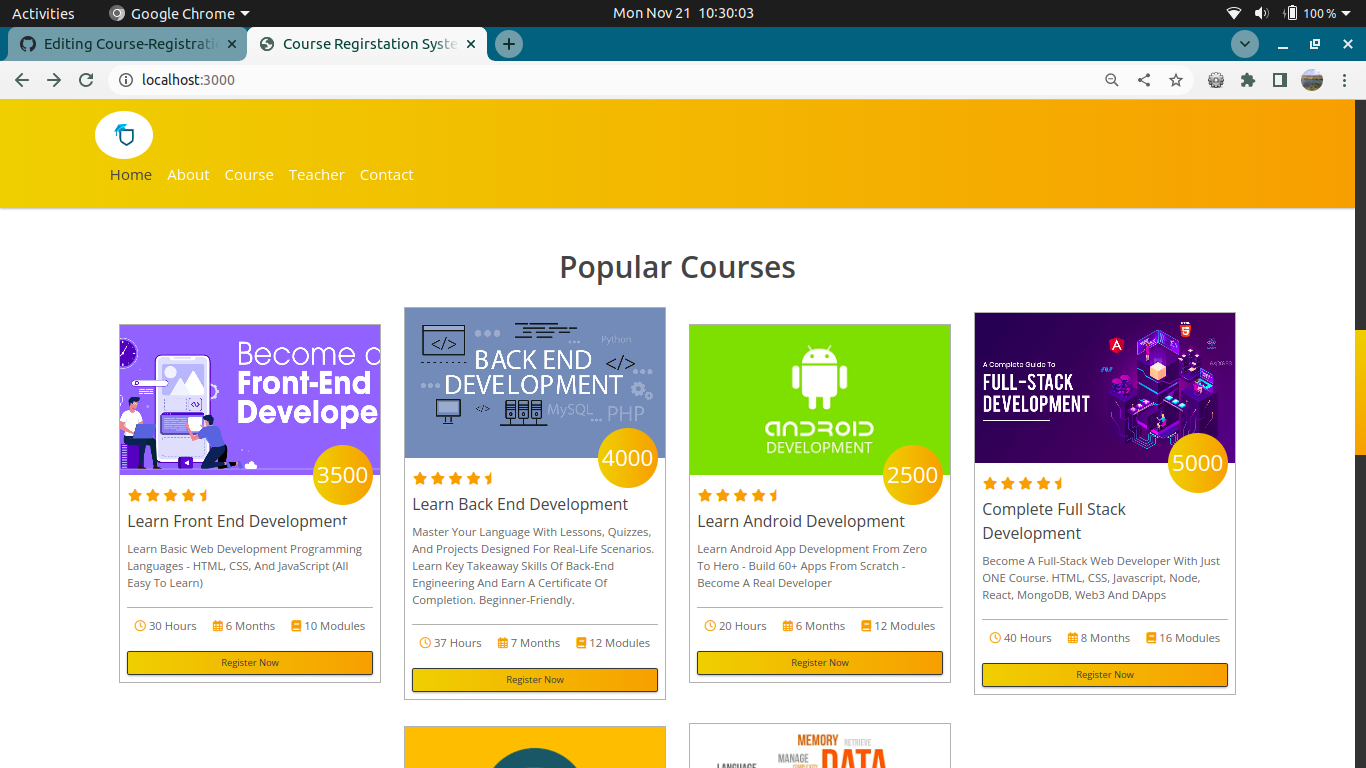 Activities
Google Chrome
Mon Nov 21 10:30:03
100 %
Editing Course-Registrati
Course Regirstation Syste
localhost:3000
Home
About
Course
Teacher
Contact
Popular Courses
Become a
Front-End
Develope
3500
Learn Front End Development
Learn Basic Web Development Programming
Languages - HTML, CSS, And JavaScript (All
Easy To Learn)
30 Hours
6 Months
10 Modules
Register Now
</>
Python
BACK END
</>
DEVELOPMENT
</>
MySQL
PHP
4000
Learn Back End Development
Master Your Language With Lessons, Quizzes,
And Projects Designed For Real-Life Scenarios.
Learn Key Takeaway Skills Of Back-End
Engineering And Earn A Certificate Of
Completion. Beginner-Friendly.
37 Hours
7 Months
12 Modules
Register Now
ANDROID
DEVELOPMENT
2500
Learn Android Development
Learn Android App Development From Zero
To Hero - Build 60+ Apps From Scratch -
Become A Real Developer
20 Hours
6 Months
12 Modules
Register Now
HTML
A
5
A Complete Guide To
FULL-STACK
DEVELOPMENT
5000
Complete Full Stack
Development
Become A Full-Stack Web Developer With Just
ONE Course. HTML, CSS, Javascript, Node,
React, MongoDB, Web3 And DApps
40 Hours
8 Months
16 Modules
Register Now
MEMORY
RETRIEVE
MANAGE
DATA
LANGUAGE